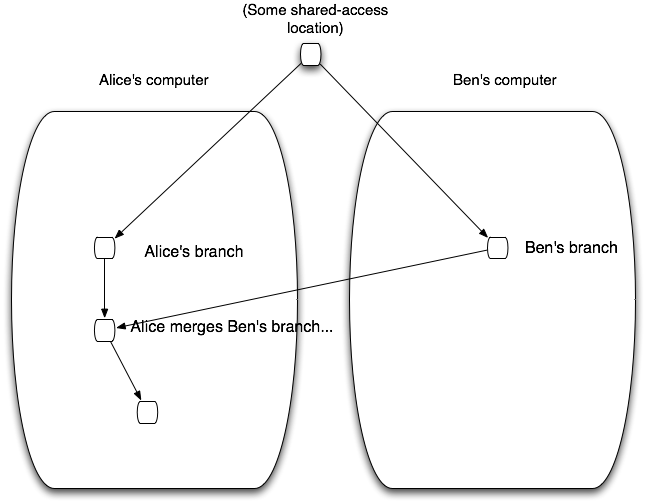 (Some shared-access
location)
Alice's computer
Ben's computer
Alice's branch
Ben's branch
Alice merges Ben's branch...